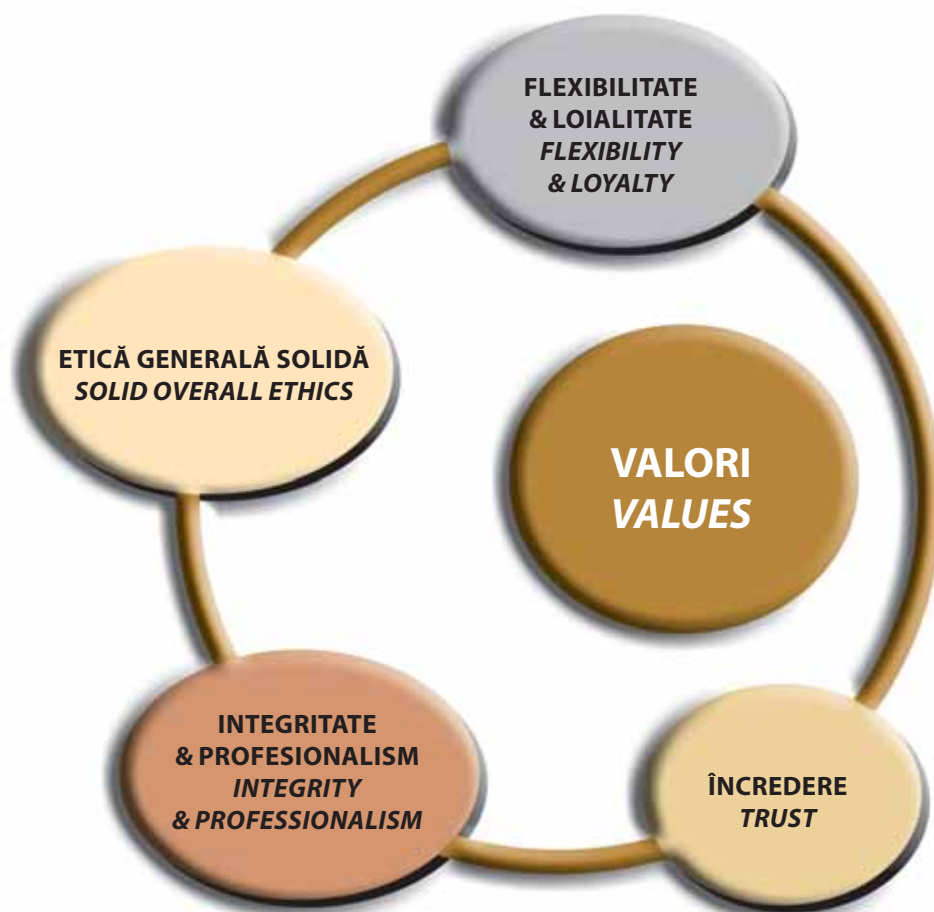 FLEXIBILITATE
& LOIALITATE
FLEXIBILITY
& LOYALTY
ETICĂ GENERALĂ SOLIDĂ
SOLID OVERALL ETHICS
VALORI
VALUES
INTEGRITATE
& PROFESIONALISM
INTEGRITY
& PROFESSIONALISM
ÎNCREDERE
TRUST